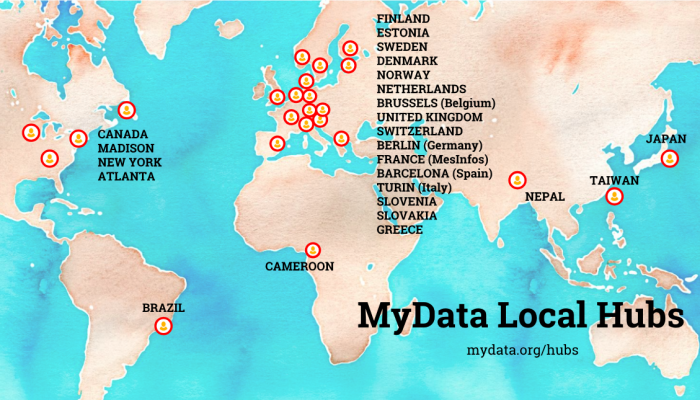 FINLAND
ESTONIA
SWEDEN
DENMARK
NORWAY
NETHERLANDS
BRUSSELS (Belgium)
UNITED KINGDOM
SWITZERLAND
BERLIN (Germany)
FRANCE (MesInfos)
BARCELONA (Spain)
TURIN (Italy)
SLOVENIA
SLOVAKIA
GREECE
CANADA
MADISON
NEW YORK
ATLANTA
JAPAN
TAIWAN
NEPAL
CAMEROON
BRAZIL
MyData Local Hubs
mydata.org/hubs